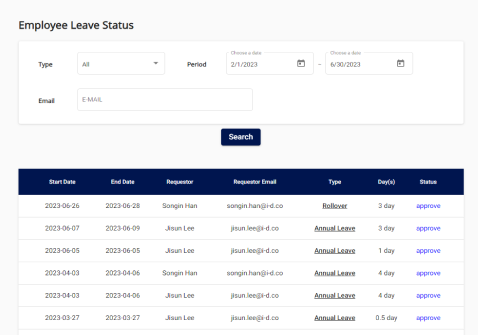 Employee Leave Status
Choose a date Choose a date
Type All Period 2/1/2023 – 6/30/2023
Email E-MAIL
Search
Start Date End Date Requestor Requestor Email Type Day(s) Status
2023-06-26 2023-06-28 Songin Han songin.han@i-d.co Rollover 3 day approve
2023-06-07 2023-06-09 Jisun Lee jisun.lee@i-d.co Annual Leave 3 day approve
2023-06-05 2023-06-05 Jisun Lee jisun.lee@i-d.co Annual Leave 1 day approve
2023-04-03 2023-04-06 Songin Han songin.han@i-d.co Annual Leave 4 day approve
2023-04-03 2023-04-06 Jisun Lee jisun.lee@i-d.co Annual Leave 4 day approve
2023-03-27 2023-03-27 Jisun Lee jisun.lee@i-d.co Annual Leave 0.5 day approve